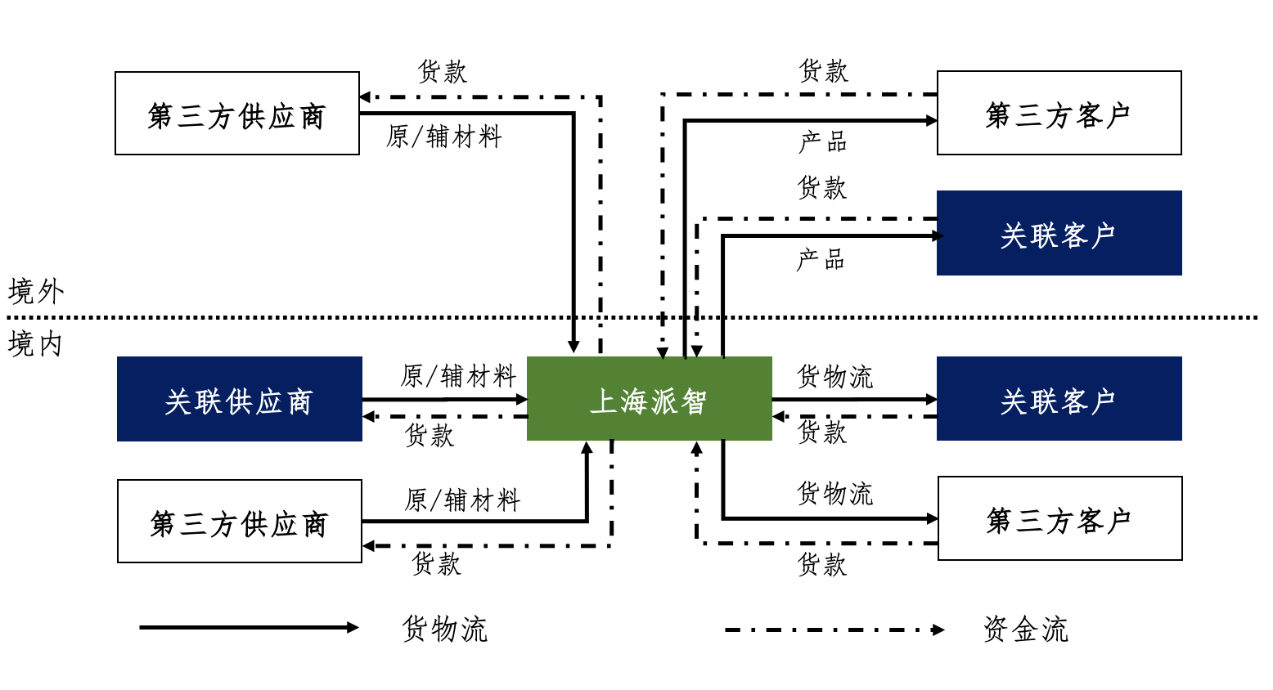 货款
货款
第三方供应商
第三方客户
原/辅材料
产品
货款
关联客户
产品
境外
境内
原/辅材料
货物流
关联供应商
上海派智
关联客户
货款
货款
原/辅材料
货物流
第三方供应商
第三方客户
货款
货款
货物流
资金流